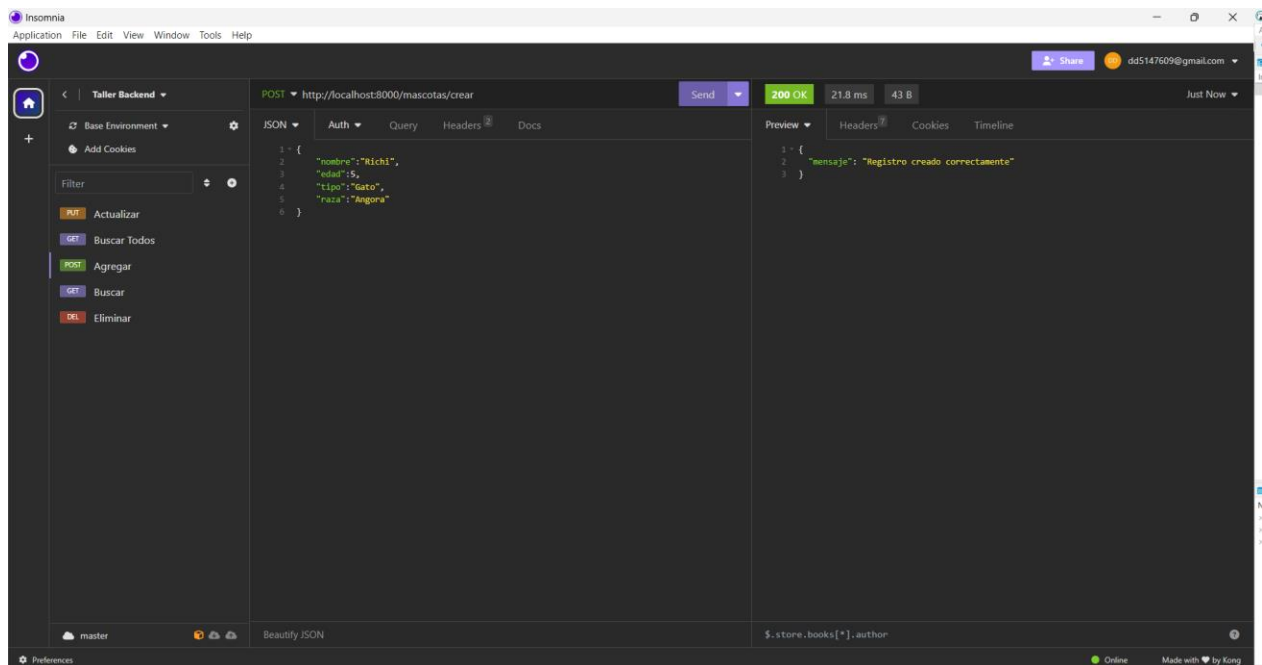 Insomnia
Application File Edit View Window Tools Help
Share dd5147609@gmail.com
Taller Backend
POST http://localhost:8000/mascotas/crear Send
200 OK 21.8 ms 43 B Just Now
Base Environment
Add Cookies
JSON Auth Query Headers 2 Docs
Preview Headers 7 Cookies Timeline
Filter
PUT Actualizar
GET Buscar Todos
POST Agregar
GET Buscar
DEL Eliminar
1 {
2 "nombre":"Richi",
3 "edad":5,
4 "tipo":"Gato",
5 "raza":"Angora"
6 }
1 {
2 "mensaje": "Registro creado correctamente"
3 }
master
Beautify JSON
$.store.books[*].author
Preferences
Online Made with by Kong